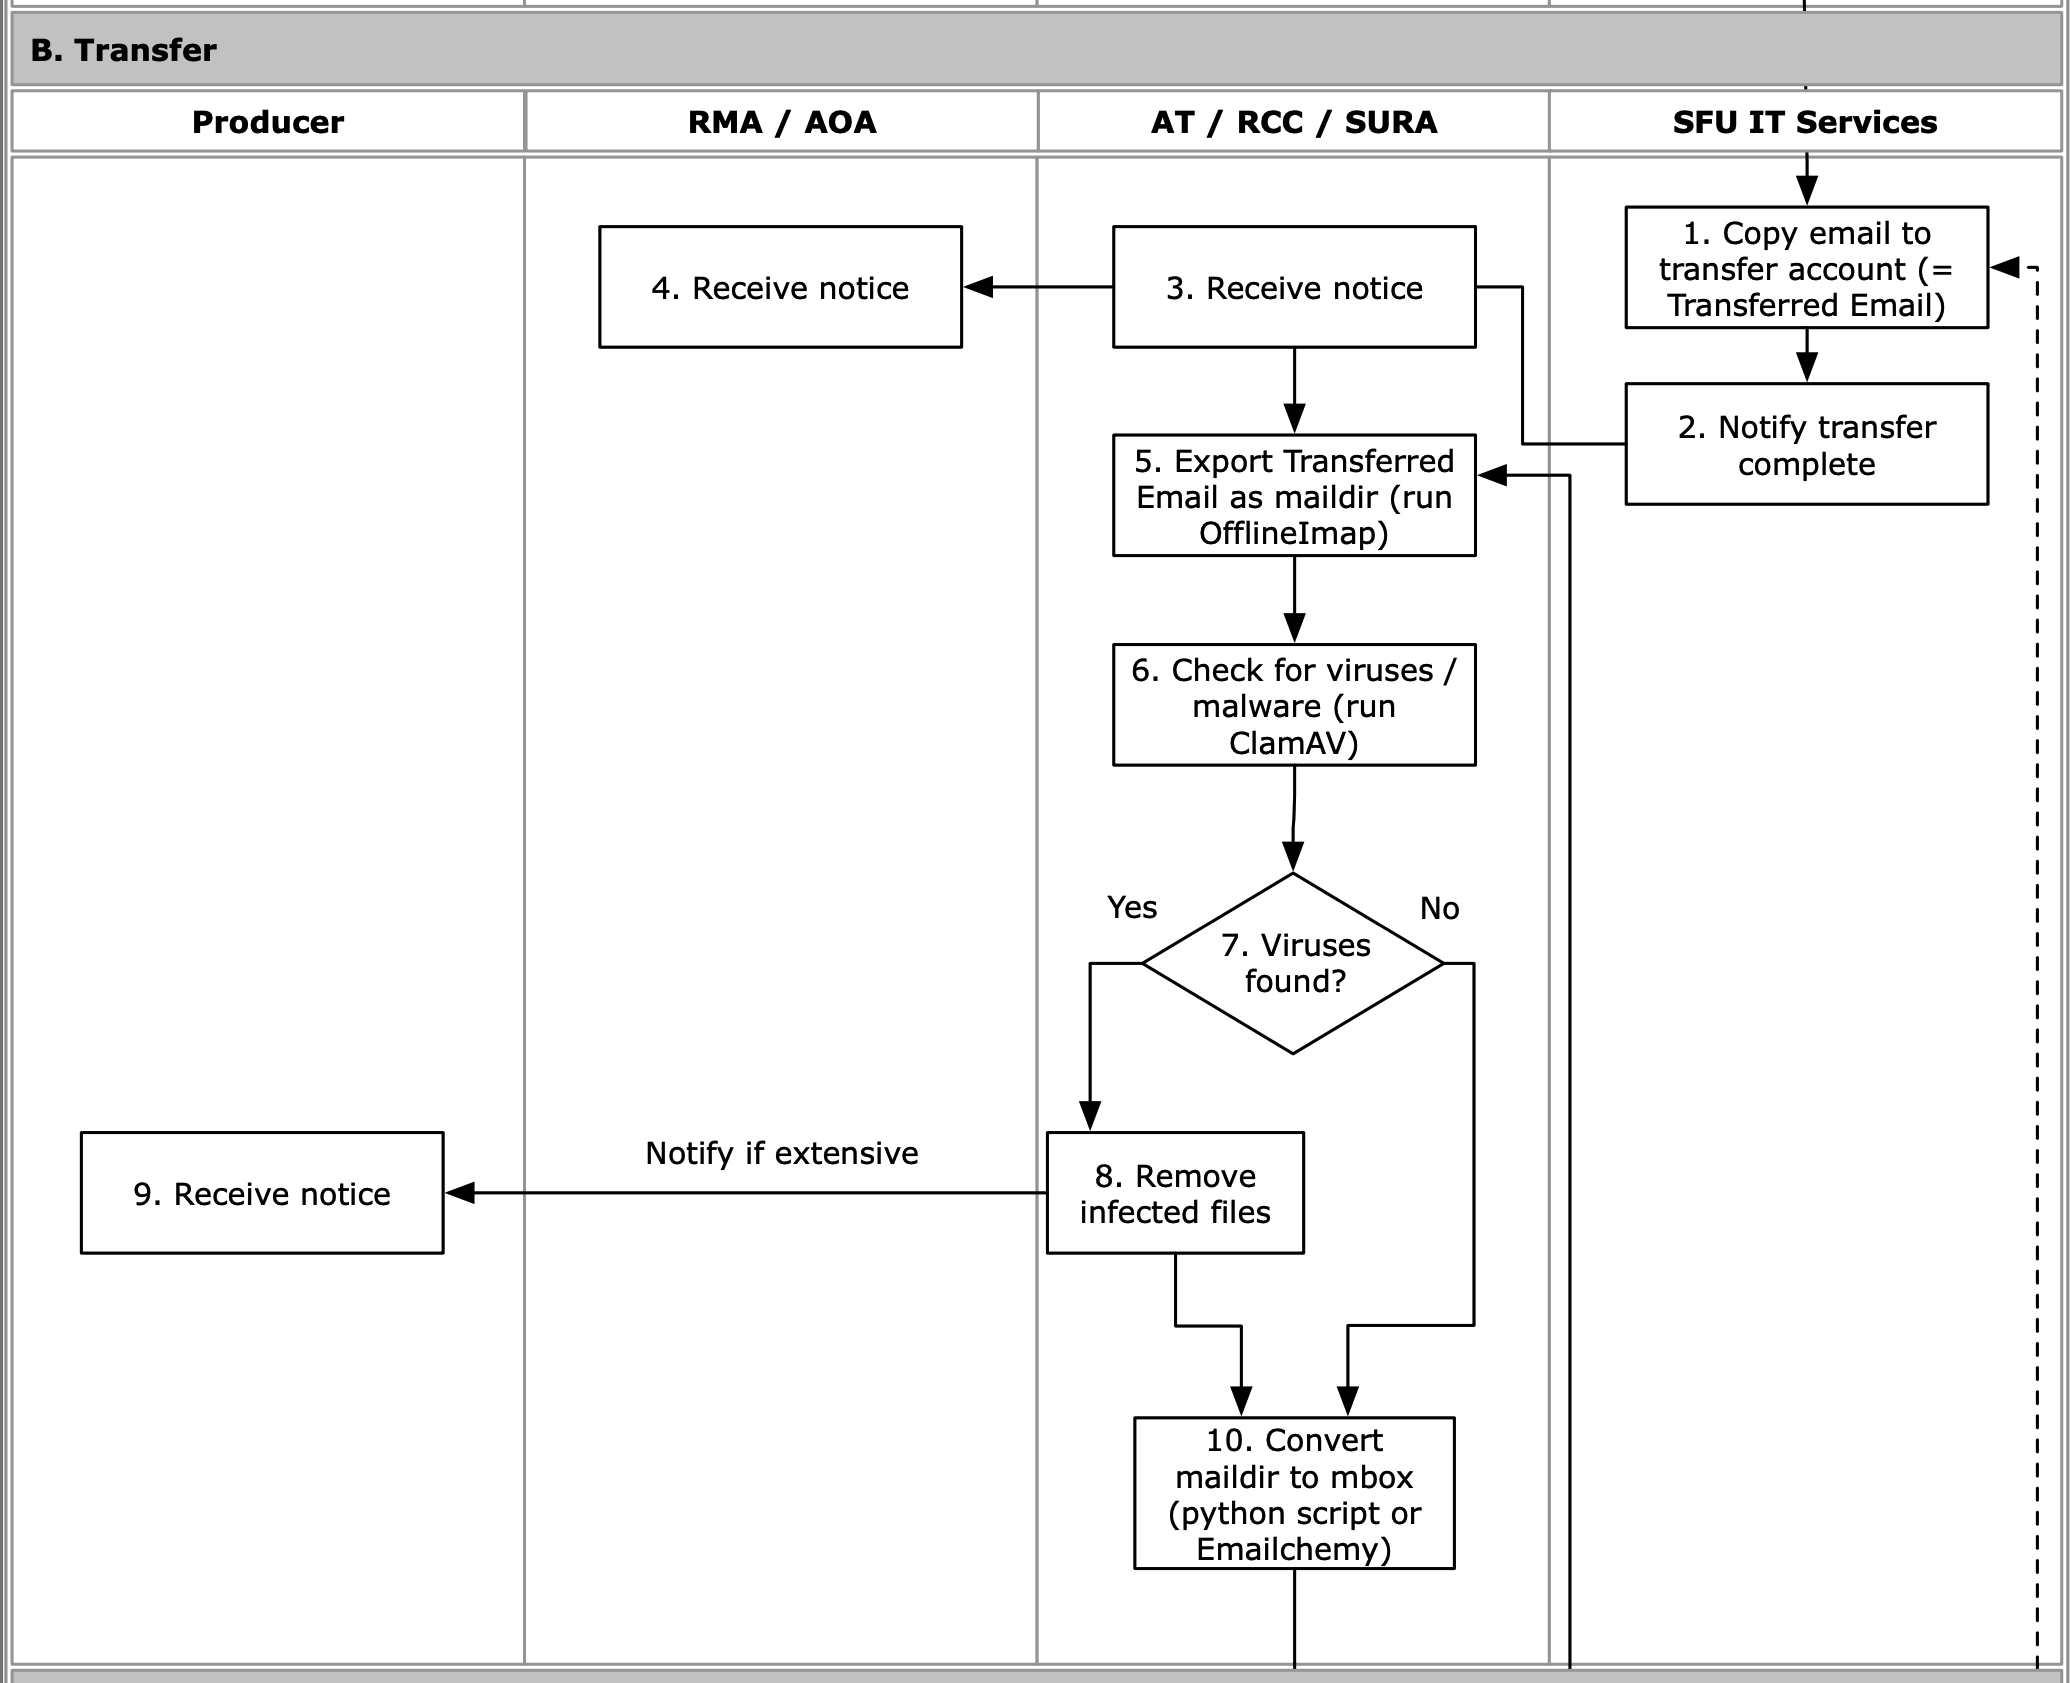 B. Transfer
Producer
RMA / AOA
AT / RCC / SURA
SFU IT Services
1. Copy email to
transfer account (=
Transferred Email)
2. Notify transfer
complete
3. Receive notice
4. Receive notice
5. Export Transferred
Email as maildir (run
OfflineImap)
6. Check for viruses /
malware (run
ClamAV)
7. Viruses
found?
Yes
No
8. Remove
infected files
Notify if extensive
9. Receive notice
10. Convert
maildir to mbox
(python script or
Emailchemy)